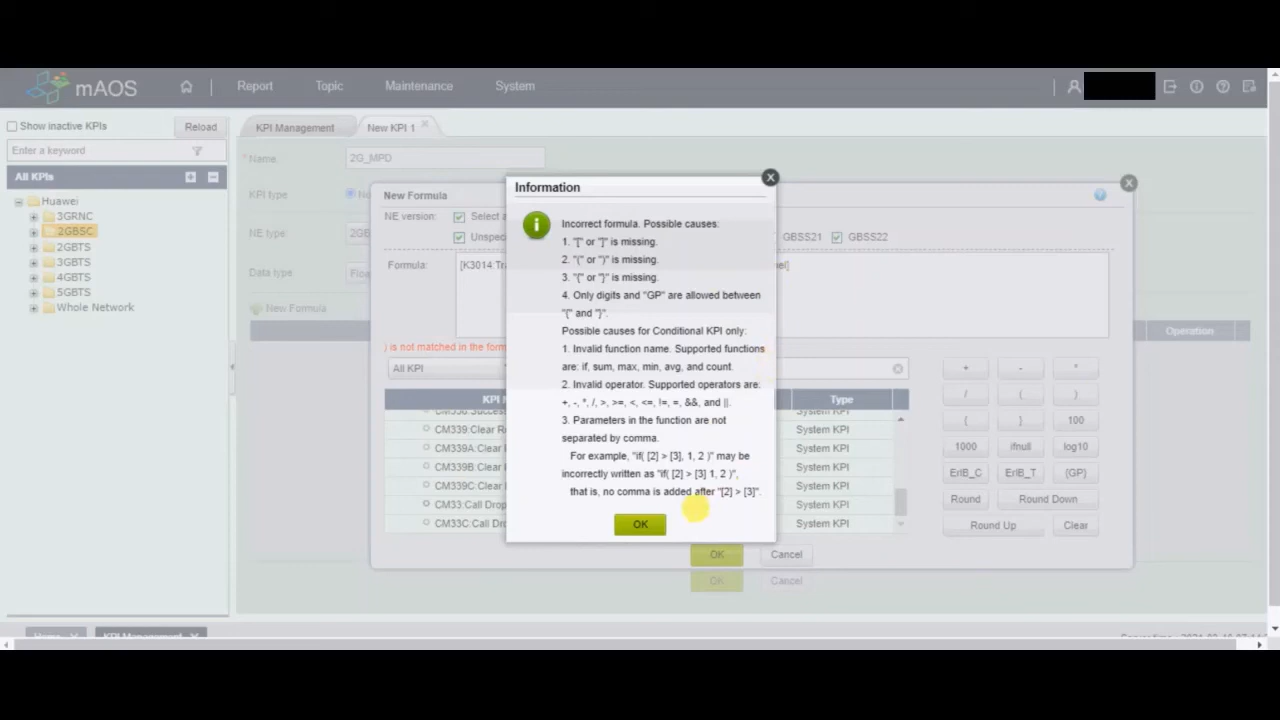 mAOS
Report
Topic
Maintenance
System
Show inactive KPIs
Reload
Enter a keyword
All KPIs
Huawei
3GRNC
2GBSC
2GBTS
3GBTS
4GBTS
5GBTS
Whole Network
KPI Management
New KPI 1
* Name:
2G_MPD
KPI type
NE type:
Data type
New Formula
Operation
New Formula
NE version:
GBSS21
GBSS22
Formula:
) is not matched in the
All KPI
Type
CM339:Clear
System KPI
CM339A:Clear
System KPI
CM339B:Clear
System KPI
CM339C:Clear
System KPI
CM33:Call
System KPI
CM33C:Call
System KPI
+
-
*
/
(
)
{
}
100
1000
ifnull
log10
ErlB_C
ErlB_T
{GP}
Round
Round Down
Round Up
Clear
OK
Cancel
OK
Cancel
Information
Incorrect formula. Possible causes:
1. "[" or "]" is missing.
2. "(" or ")" is missing.
3. "{" or "}" is missing.
4. Only digits and "GP" are allowed between
"{" and "}".
Possible causes for Conditional KPI only:
1. Invalid function name. Supported functions
are: if, sum, max, min, avg, and count.
2. Invalid operator. Supported operators are:
+, -, *, /, >, >=, <, <=, !=, =, &&, and ||.
3. Parameters in the function are not
separated by comma.
For example, "if( [2] > [3], 1, 2 )" may be
incorrectly written as "if( [2] > [3] 1, 2 )",
that is, no comma is added after "[2] > [3]".
OK
KPI Management